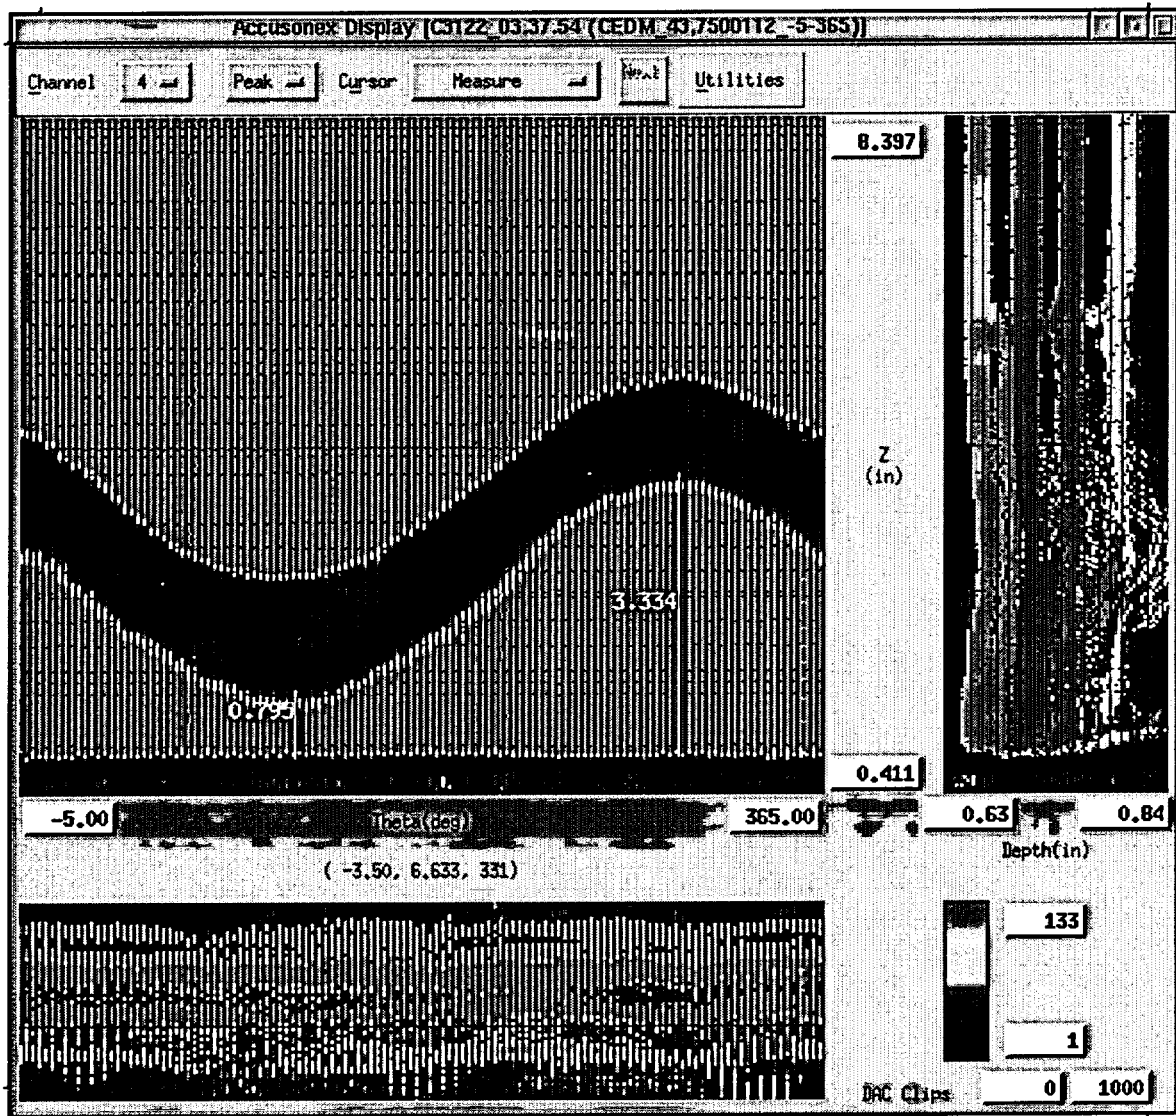 Accusonex Display [C3122_03.37.54 (CEDM_43,7500112_-5-365)]
Channel 4 Peak Cursor Measure Utilities
8.397
Z
(in)
3.334
0.793
0.411
-5.00 Theta(deg) 365.00 0.63 0.84
Depth(in)
( -3.50, 6.633, 331)
133
1
DAC Clips 0 1000